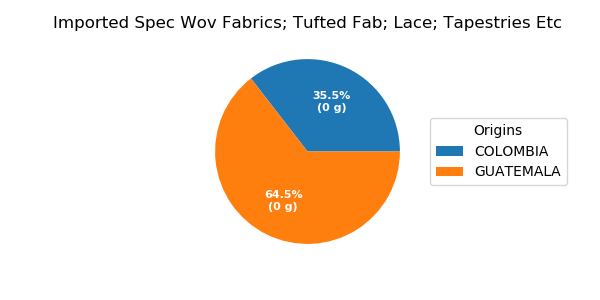 Imported Spec Wov Fabrics; Tufted Fab; Lace; Tapestries Etc
35.5%
(0 g)
64.5%
(0 g)
Origins
COLOMBIA
GUATEMALA